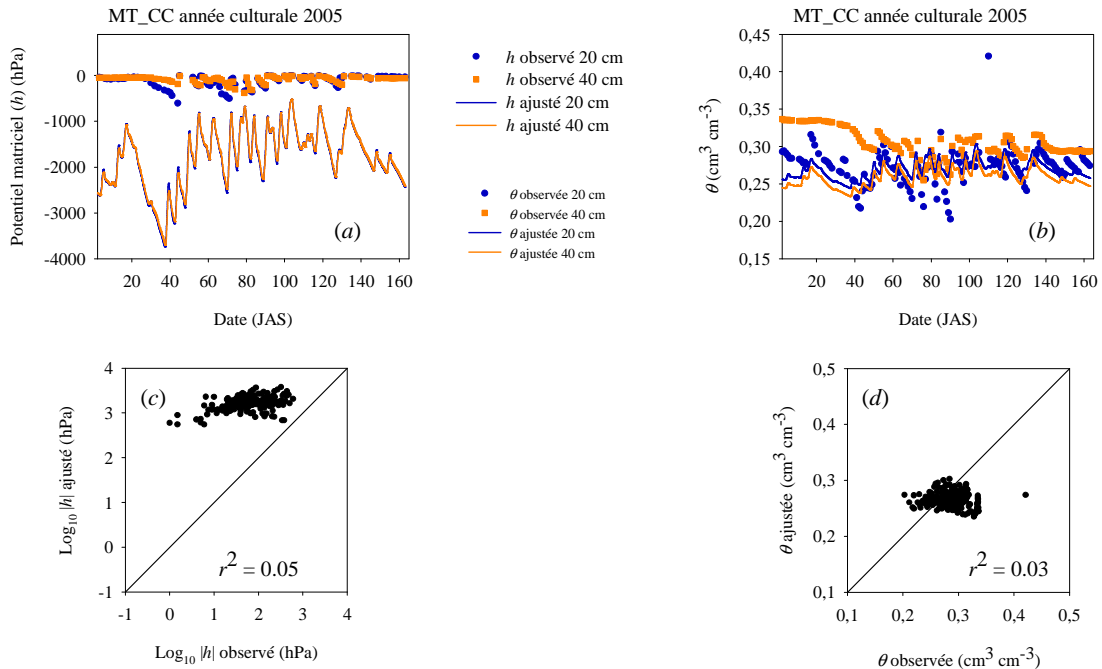 MT_CC année culturale 2005
Potentiel matriciel (h) (hPa)
0
-1000
-2000
-3000
-4000
(a)
20 40 60 80 100 120 140 160
Date (JAS)
h observé 20 cm
h observé 40 cm
h ajusté 20 cm
h ajusté 40 cm
θ observée 20 cm
θ observée 40 cm
θ ajustée 20 cm
θ ajustée 40 cm
MT_CC année culturale 2005
θ (cm³ cm⁻³)
0,45
0,40
0,35
0,30
0,25
0,20
0,15
(b)
20 40 60 80 100 120 140 160
Date (JAS)
Log₁₀ |h| ajusté (hPa)
4
3
2
1
0
-1
(c)
r² = 0.05
-1 0 1 2 3 4
Log₁₀ |h| observé (hPa)
θ ajustée (cm³ cm⁻³)
0,5
0,4
0,3
0,2
0,1
(d)
r² = 0.03
0,1 0,2 0,3 0,4 0,5
θ observée (cm³ cm⁻³)